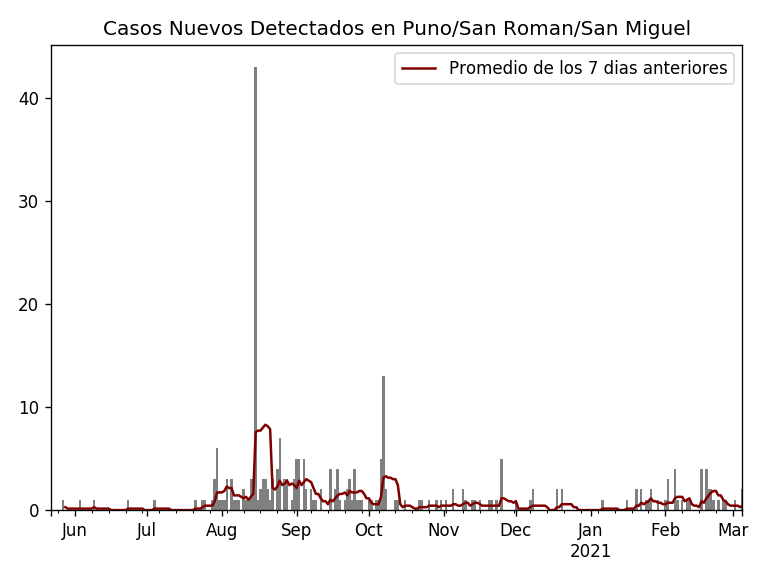 Casos Nuevos Detectados en Puno/San Roman/San Miguel
Promedio de los 7 dias anteriores
40
30
20
10
0
Jun Jul Aug Sep Oct Nov Dec Jan Feb Mar
2021